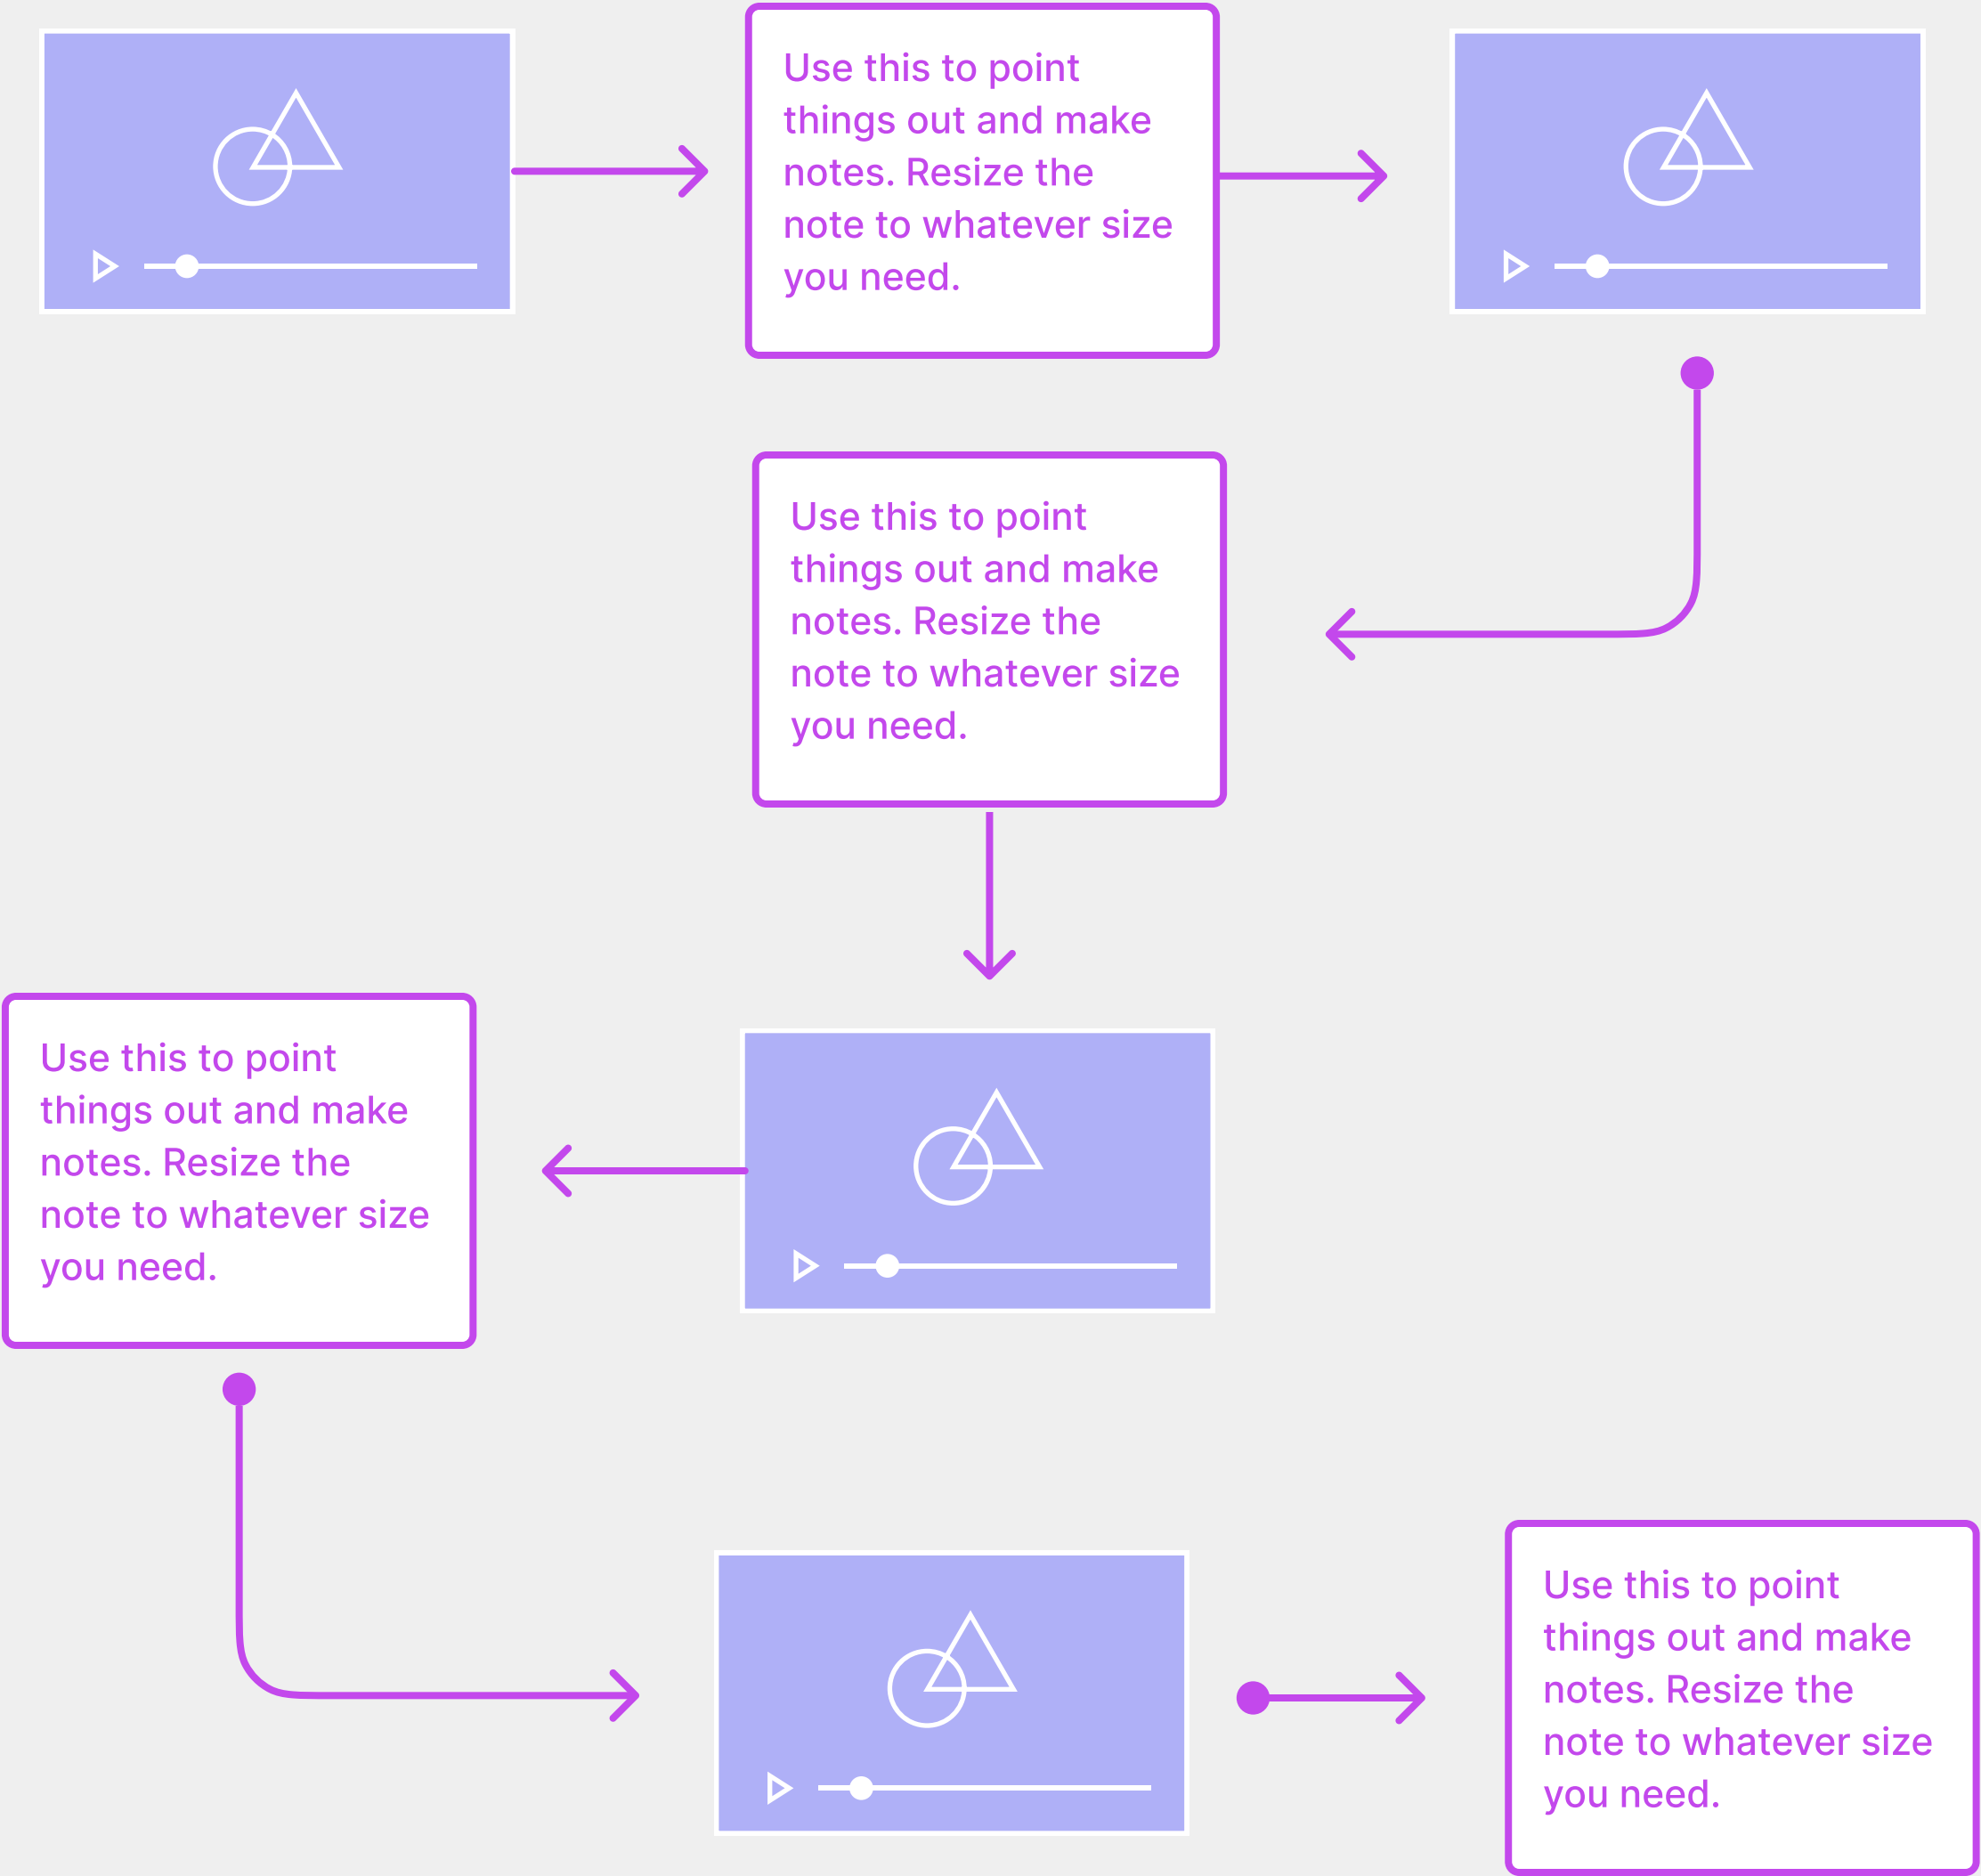 Use this to point
things out and make
notes. Resize the
note to whatever size
you need.
Use this to point
things out and make
notes. Resize the
note to whatever size
you need.
Use this to point
things out and make
notes. Resize the
note to whatever size
you need.
Use this to point
things out and make
notes. Resize the
note to whatever size
you need.